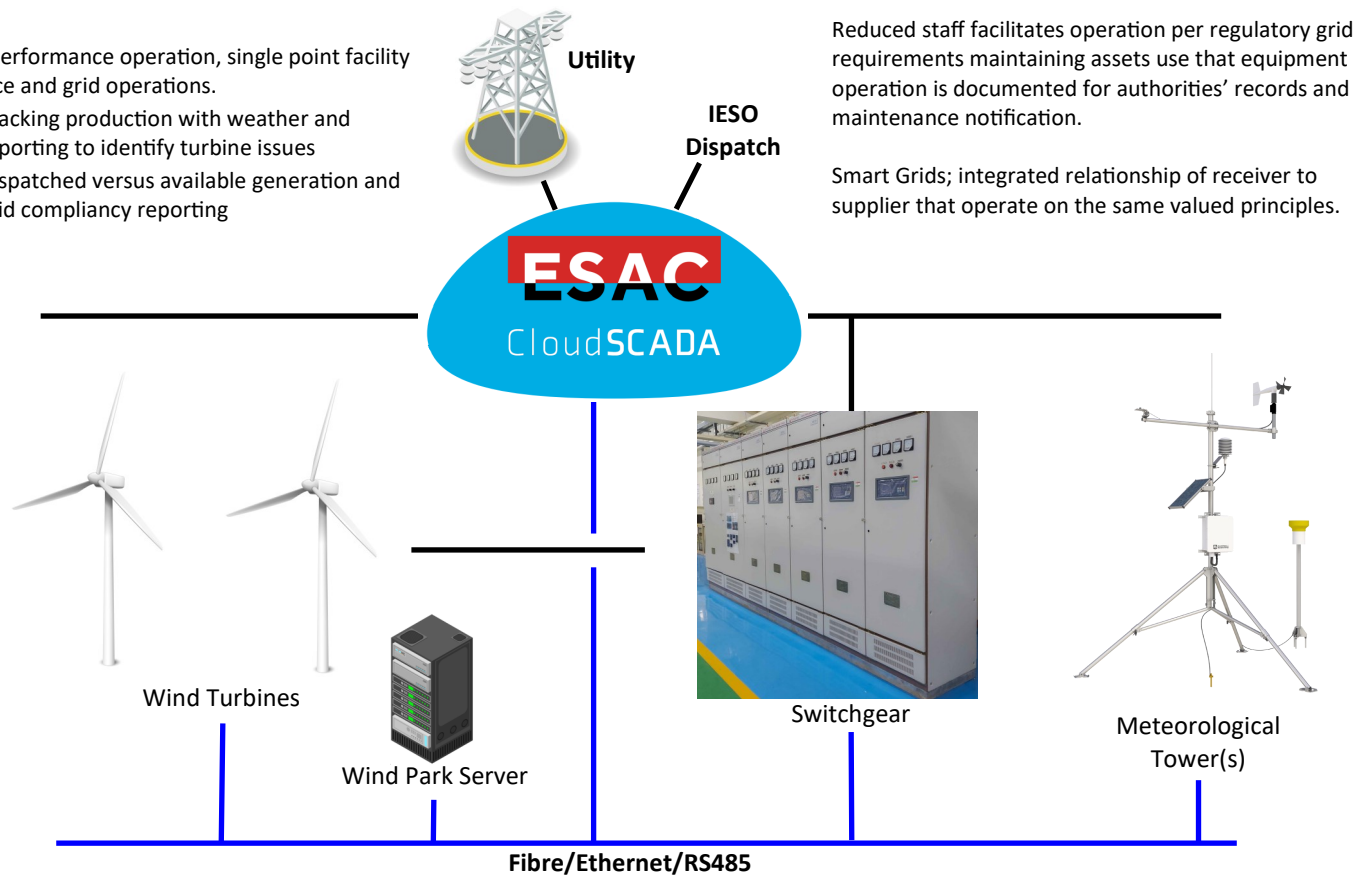 erformance operation, single point facility
ce and grid operations.
acking production with weather and
porting to identify turbine issues
spatched versus available generation and
id compliancy reporting
Utility
IESO
Dispatch
Reduced staff facilitates operation per regulatory grid
requirements maintaining assets use that equipment
operation is documented for authorities’ records and
maintenance notification.
Smart Grids; integrated relationship of receiver to
supplier that operate on the same valued principles.
ESAC
CloudSCADA
Wind Turbines
Wind Park Server
Switchgear
Meteorological
Tower(s)
Fibre/Ethernet/RS485